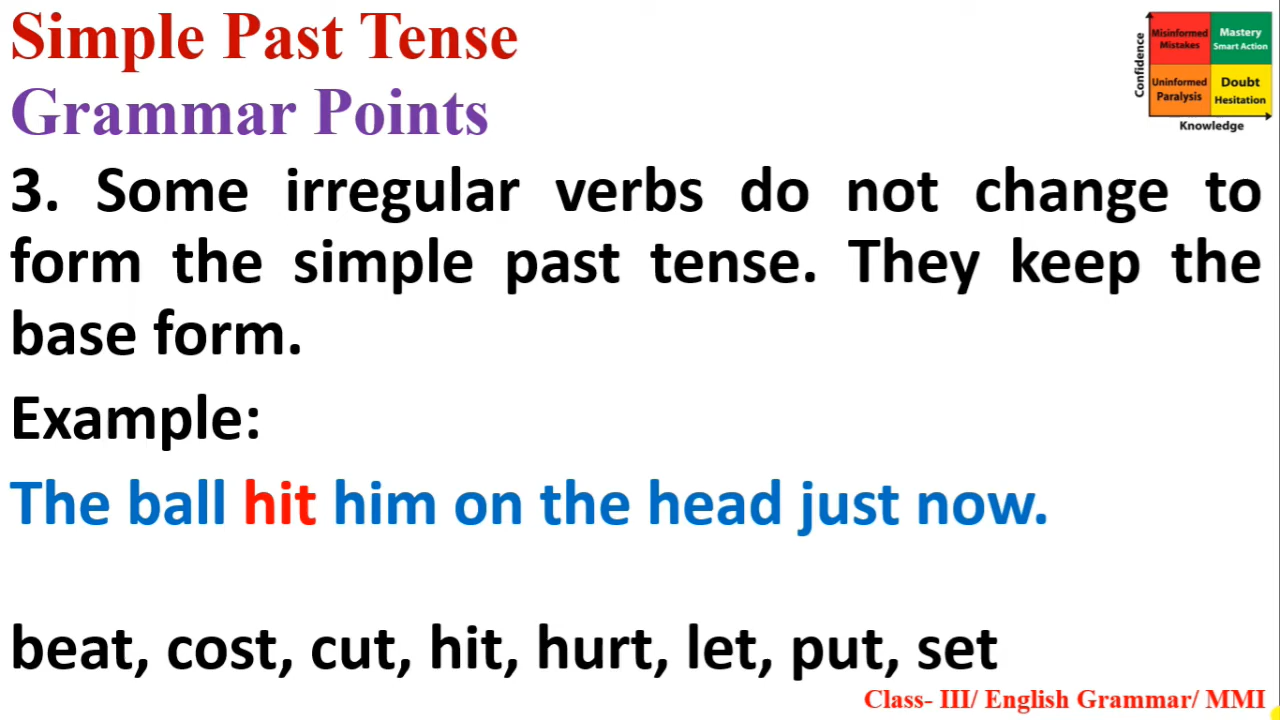 Simple Past Tense
Grammar Points
Confidence
Misinformed
Mistakes
Mastery
Smart Action
Uninformed
Paralysis
Doubt
Hesitation
Knowledge
3. Some irregular verbs do not change to
form the simple past tense. They keep the
base form.
Example:
The ball hit him on the head just now.
beat, cost, cut, hit, hurt, let, put, set
Class- III/ English Grammar/ MMI